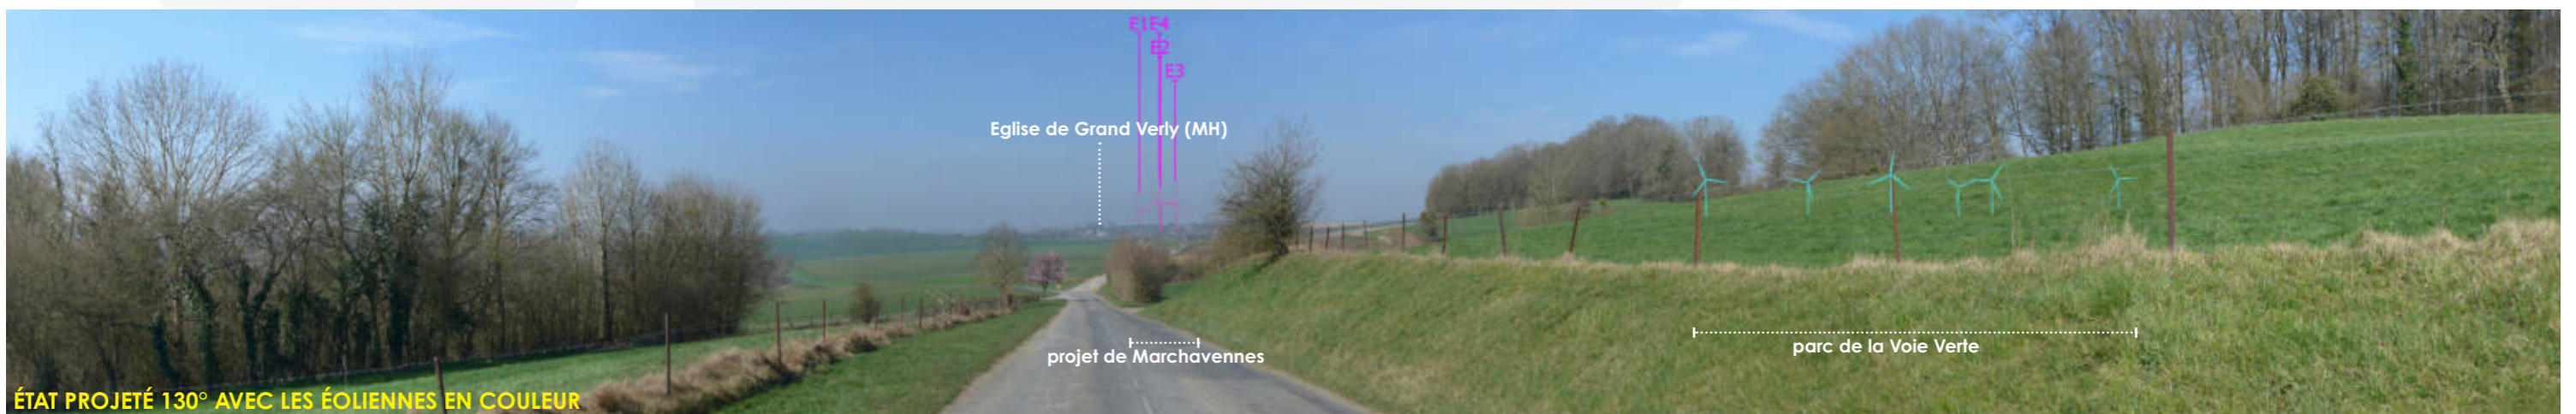 E1E4
E2
E3
Eglise de Grand Verly (MH)
projet de Marchavennes
parc de la Voie Verte
ÉTAT PROJETÉ 130° AVEC LES ÉOLIENNES EN COULEUR